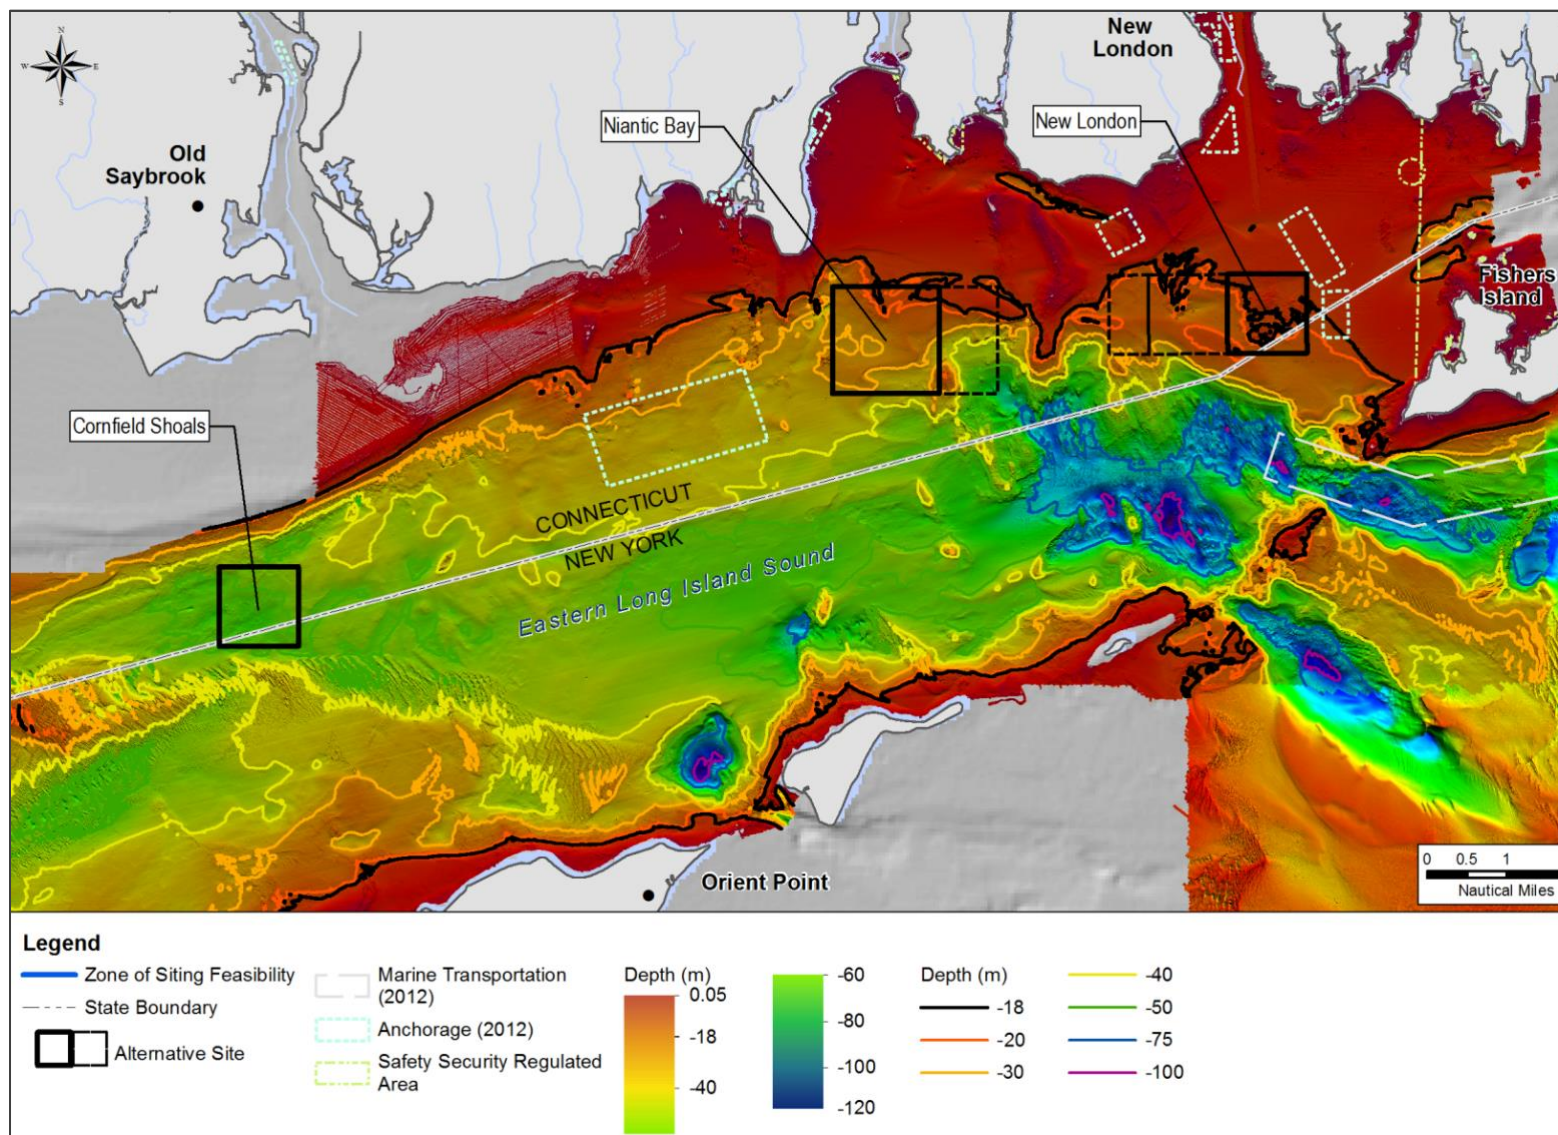 N
W
E
S
New
London
Niantic Bay
New London
Old
Saybrook
Fishers
Island
Cornfield Shoals
CONNECTICUT
NEW YORK
Eastern Long Island Sound
Orient Point
0 0.5 1
Nautical Miles
Legend
Zone of Siting Feasibility
State Boundary
Alternative Site
Marine Transportation
(2012)
Anchorage (2012)
Safety Security Regulated
Area
Depth (m)
0.05
-18
-40
-60
-80
-100
-120
Depth (m)
-18
-20
-30
-40
-50
-75
-100